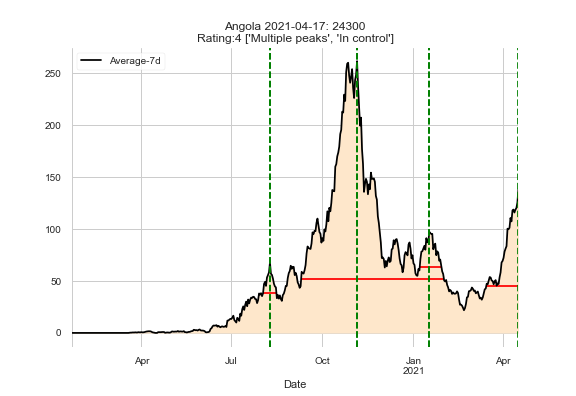 Angola 2021-04-17: 24300
Rating:4 ['Multiple peaks', 'In control']
Average-7d
250
200
150
100
50
0
Apr Jul Oct Jan Apr
2021
Date